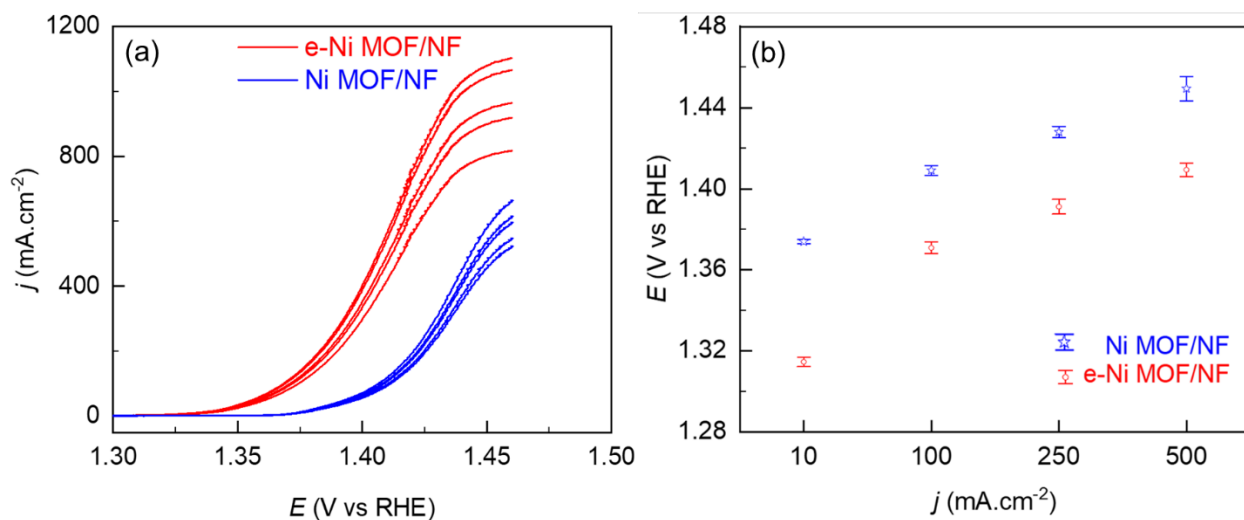 (a)
e-Ni MOF/NF
Ni MOF/NF
1200
800
400
0
j (mA.cm⁻²)
1.30
1.35
1.40
1.45
1.50
E (V vs RHE)
(b)
1.48
1.44
1.40
1.36
1.32
1.28
E (V vs RHE)
Ni MOF/NF
e-Ni MOF/NF
10
100
250
500
j (mA.cm⁻²)